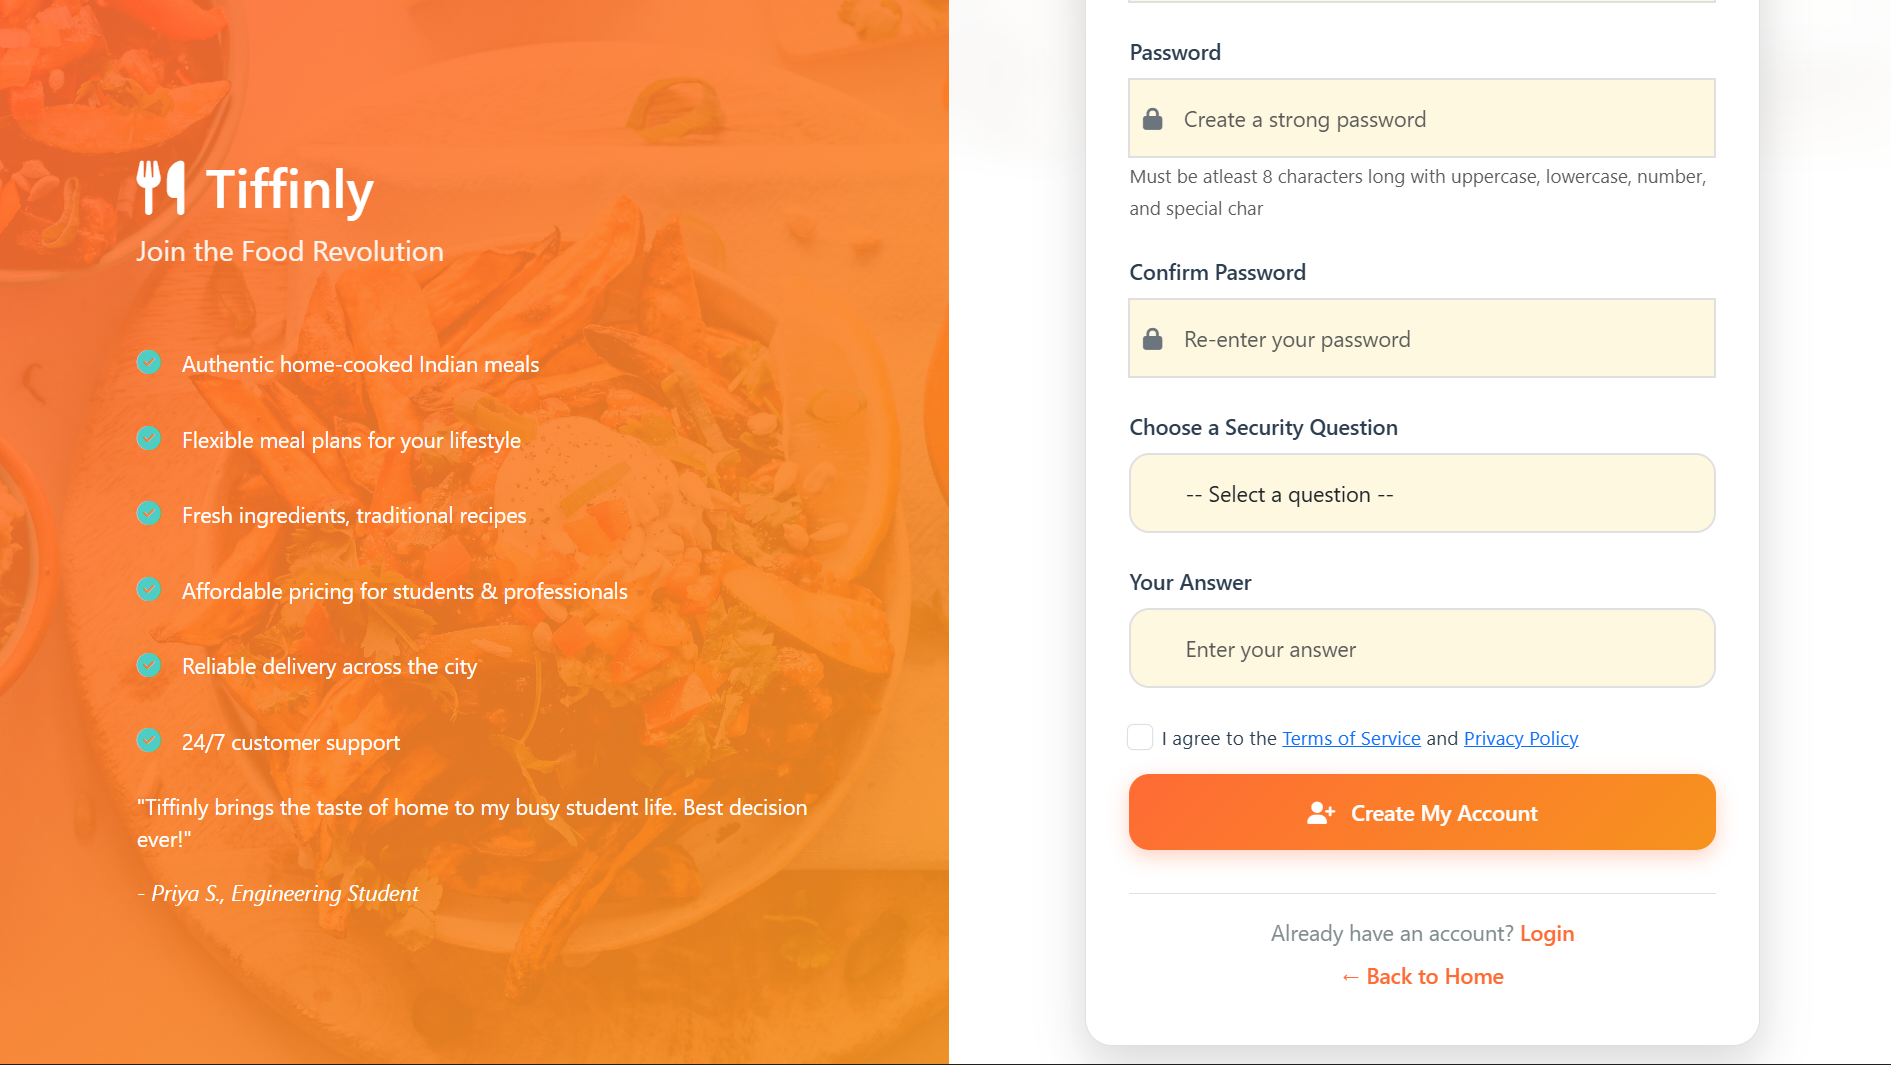 Tiffinly
Join the Food Revolution
Authentic home-cooked Indian meals
Flexible meal plans for your lifestyle
Fresh ingredients, traditional recipes
Affordable pricing for students & professionals
Reliable delivery across the city
24/7 customer support
"Tiffinly brings the taste of home to my busy student life. Best decision
ever!"
- Priya S., Engineering Student
Password
Create a strong password
Must be atleast 8 characters long with uppercase, lowercase, number,
and special char
Confirm Password
Re-enter your password
Choose a Security Question
-- Select a question --
Your Answer
Enter your answer
I agree to the Terms of Service and Privacy Policy
Create My Account
Already have an account? Login
← Back to Home